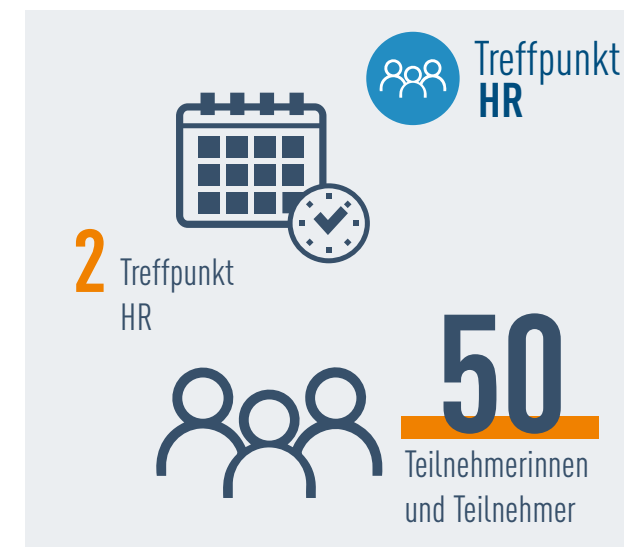 Treffpunkt
HR
2 Treffpunkt
HR
50
Teilnehmerinnen
und Teilnehmer